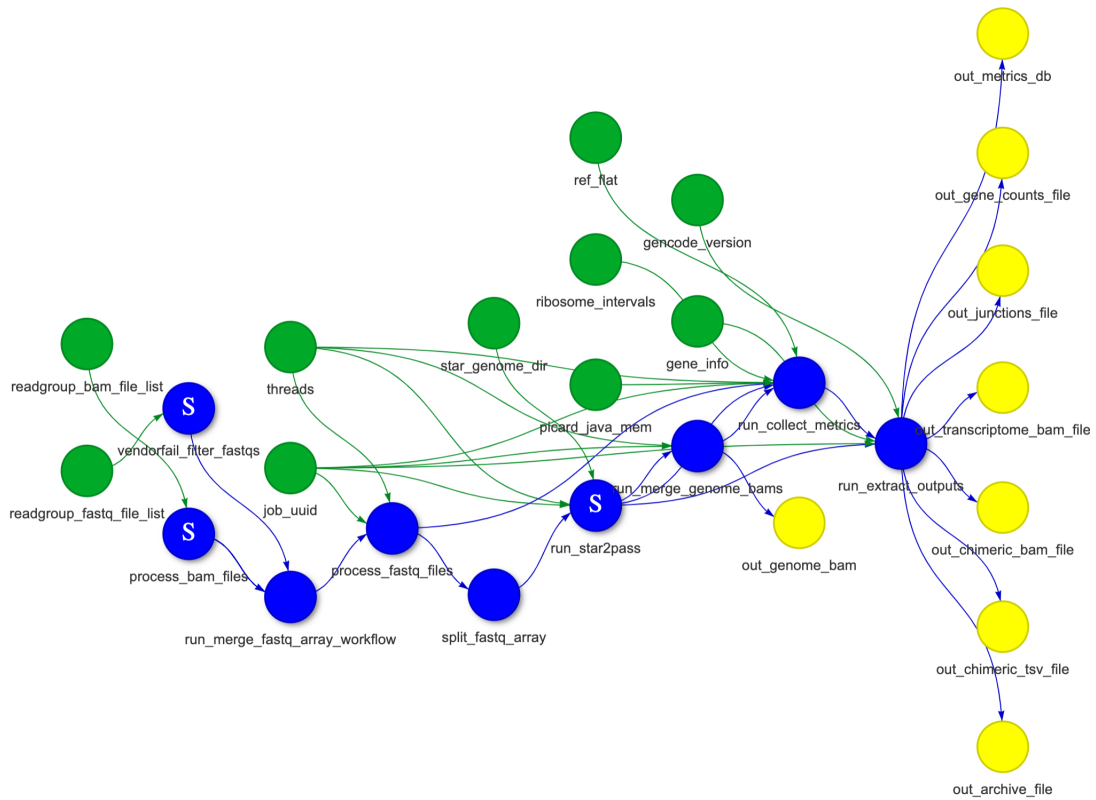 out_metrics_db
ref_flat
out_gene_counts_file
gencode_version
ribosome_intervals
out_junctions_file
star_genome_dir
gene_info
readgroup_bam_file_list
threads
S
picard_java_mem
run_collect_metrics
out_transcriptome_bam_file
vendorfail_filter_fastqs
run_merge_genome_bams
run_extract_outputs
readgroup_fastq_file_list
job_uuid
S
S
run_star2pass
out_chimeric_bam_file
process_bam_files
process_fastq_files
out_genome_bam
run_merge_fastq_array_workflow
split_fastq_array
out_chimeric_tsv_file
out_archive_file